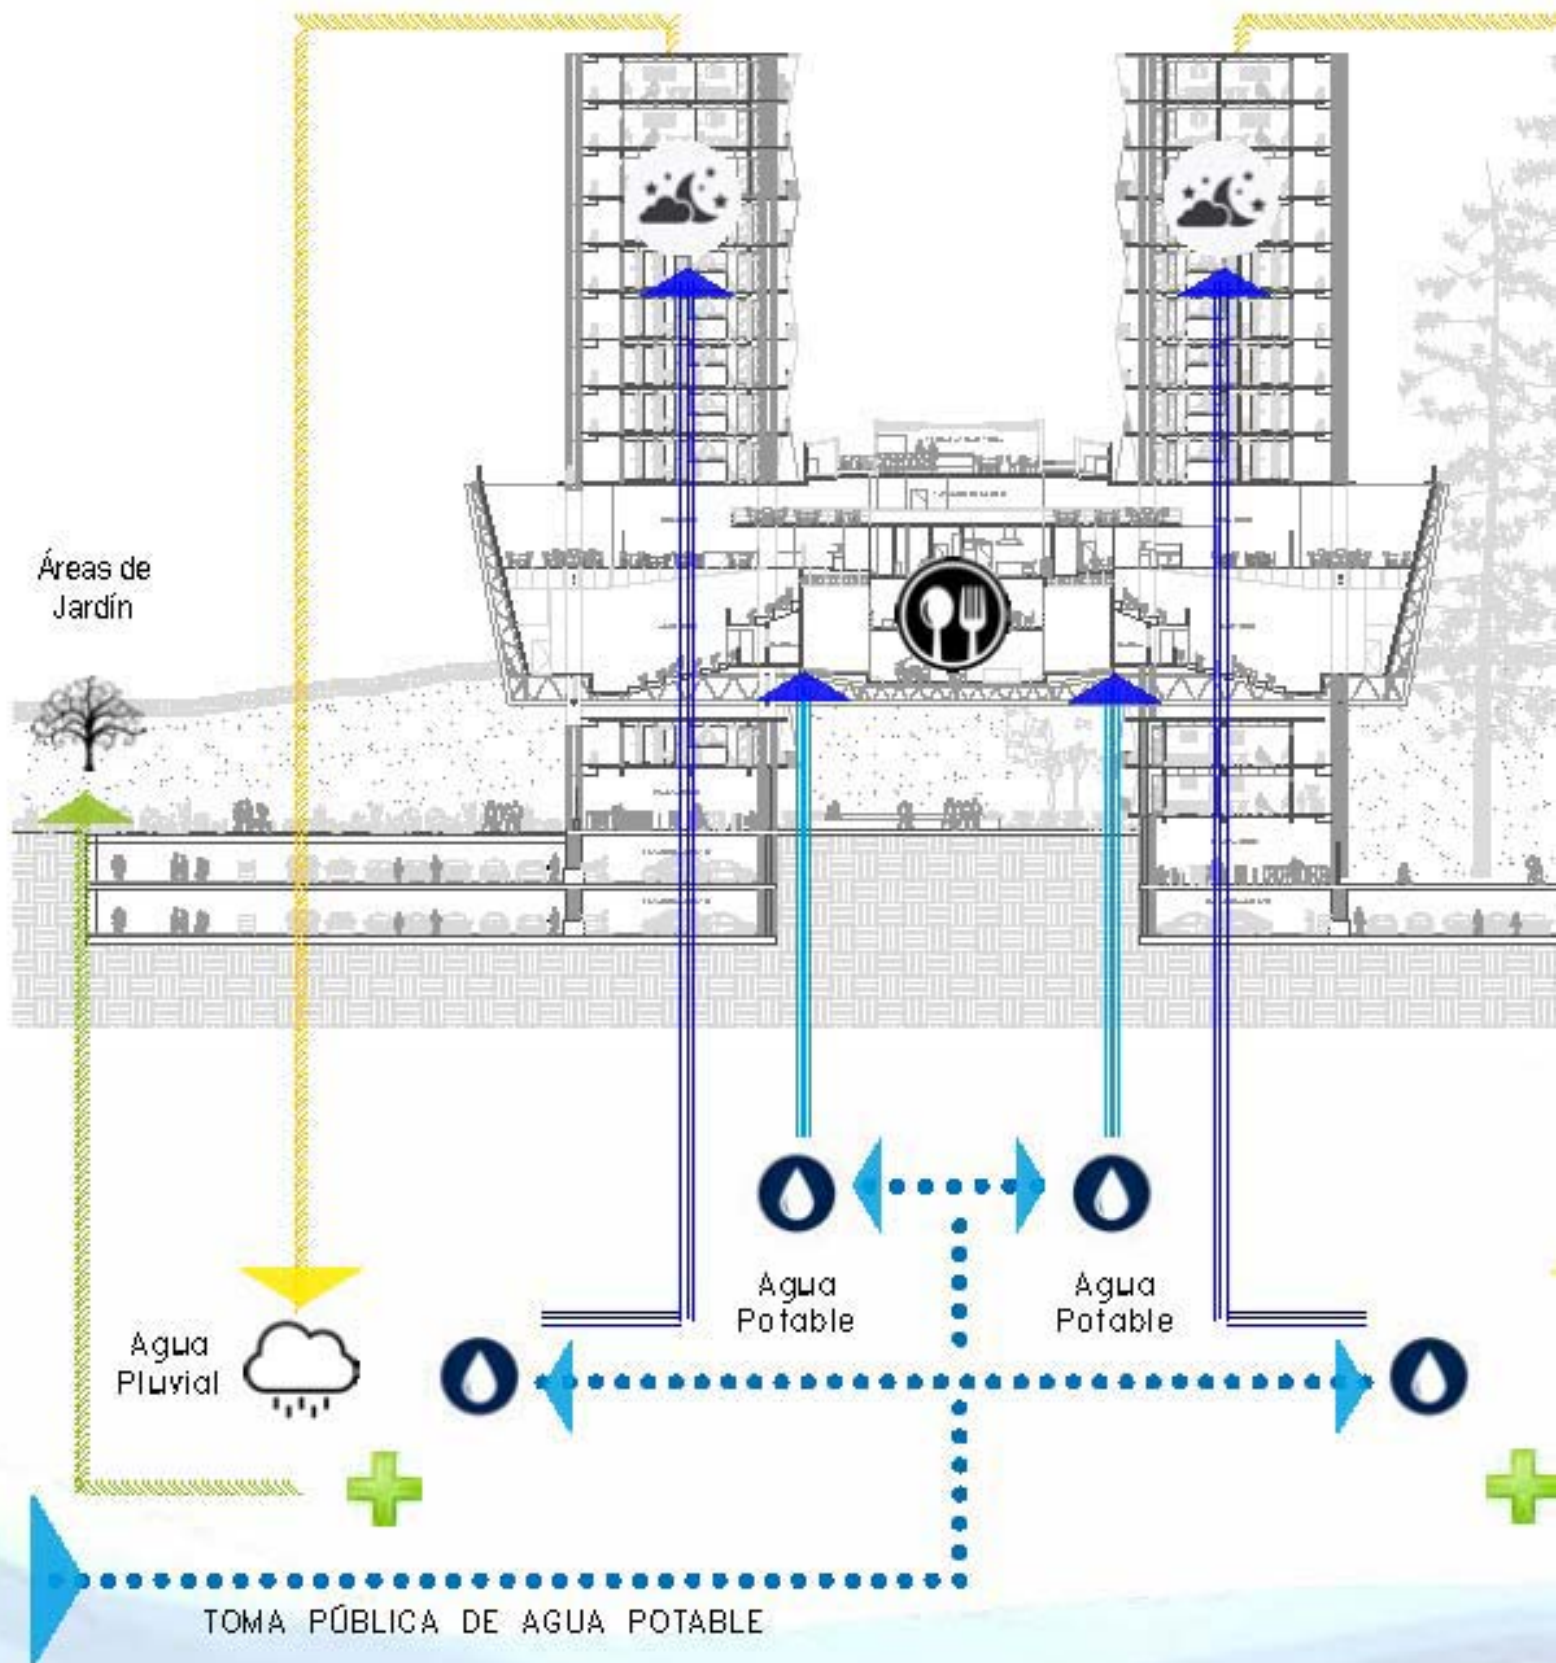 Áreas de
Jardín
Agua
Potable
Agua
Potable
Agua
Pluvial
TOMA PÚBLICA DE AGUA POTABLE